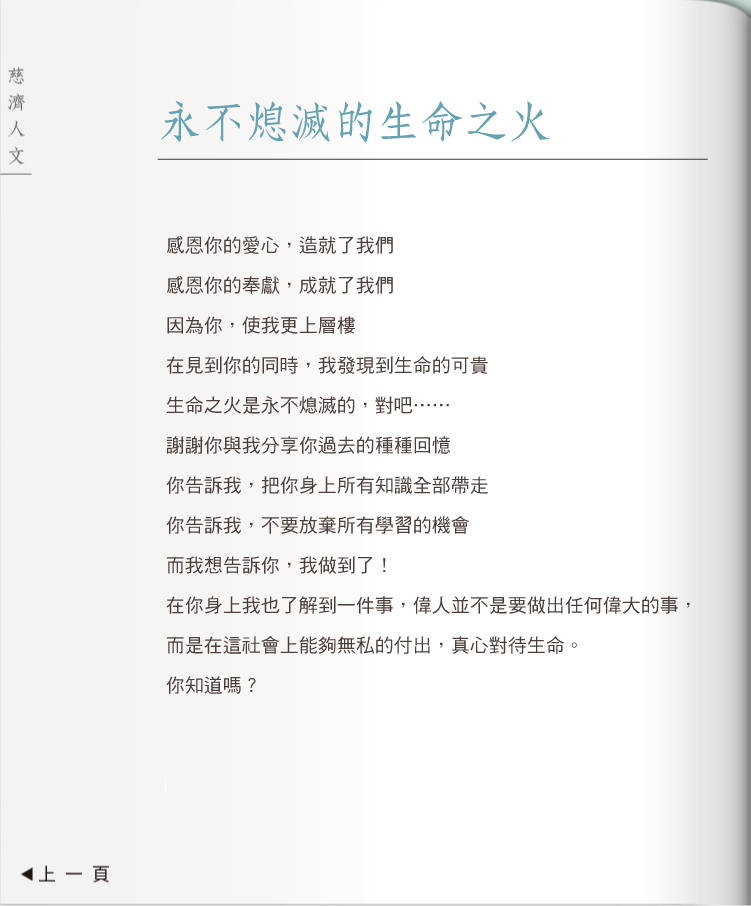 慈濟人文
永不熄滅的生命之火
感恩你的愛心，造就了我們
感恩你的奉獻，成就了我們
因為你，使我更上層樓
在見到你的同時，我發現到生命的可貴
生命之火是永不熄滅的，對吧……
謝謝你與我分享你過去的種種回憶
你告訴我，把你身上所有知識全部帶走
你告訴我，不要放棄所有學習的機會
而我想告訴你，我做到了！
在你身上我也了解到一件事，偉人並不是要做出任何偉大的事，
而是在這社會上能夠無私的付出，真心對待生命。
你知道嗎？
◀上一頁